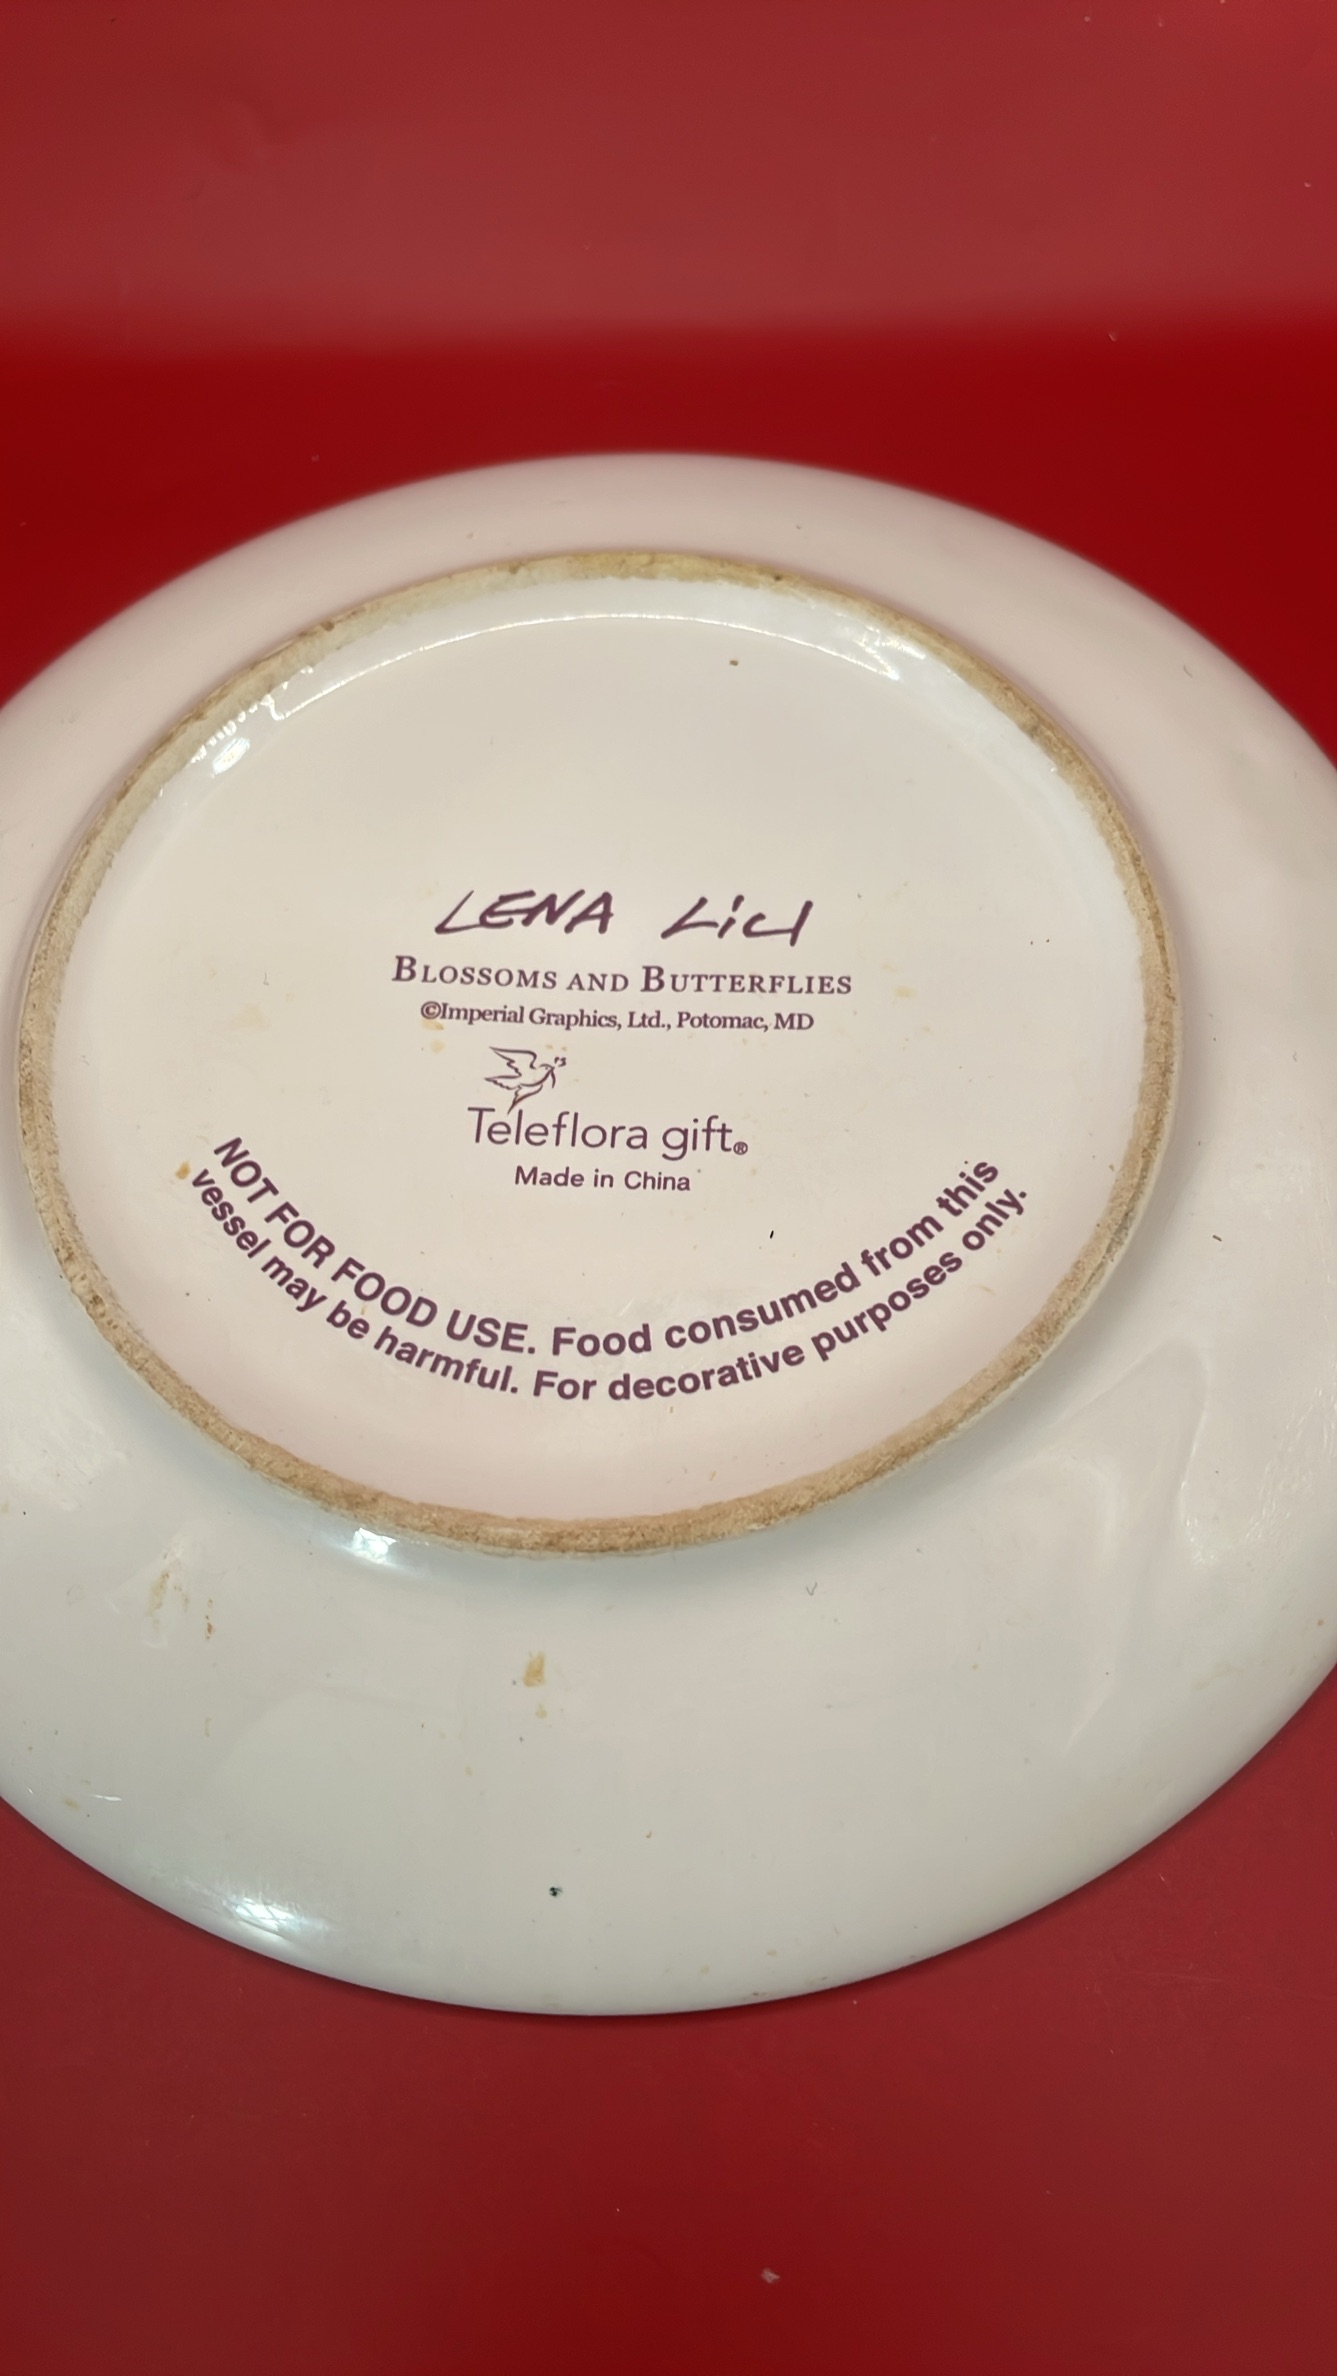 LENA LiU
BLOSSOMS AND BUTTERFLIES
©Imperial Graphics, Ltd., Potomac, MD
Teleflora gift®
Made in China
NOT FOR FOOD USE. Food consumed from this
vessel may be harmful. For decorative purposes only.